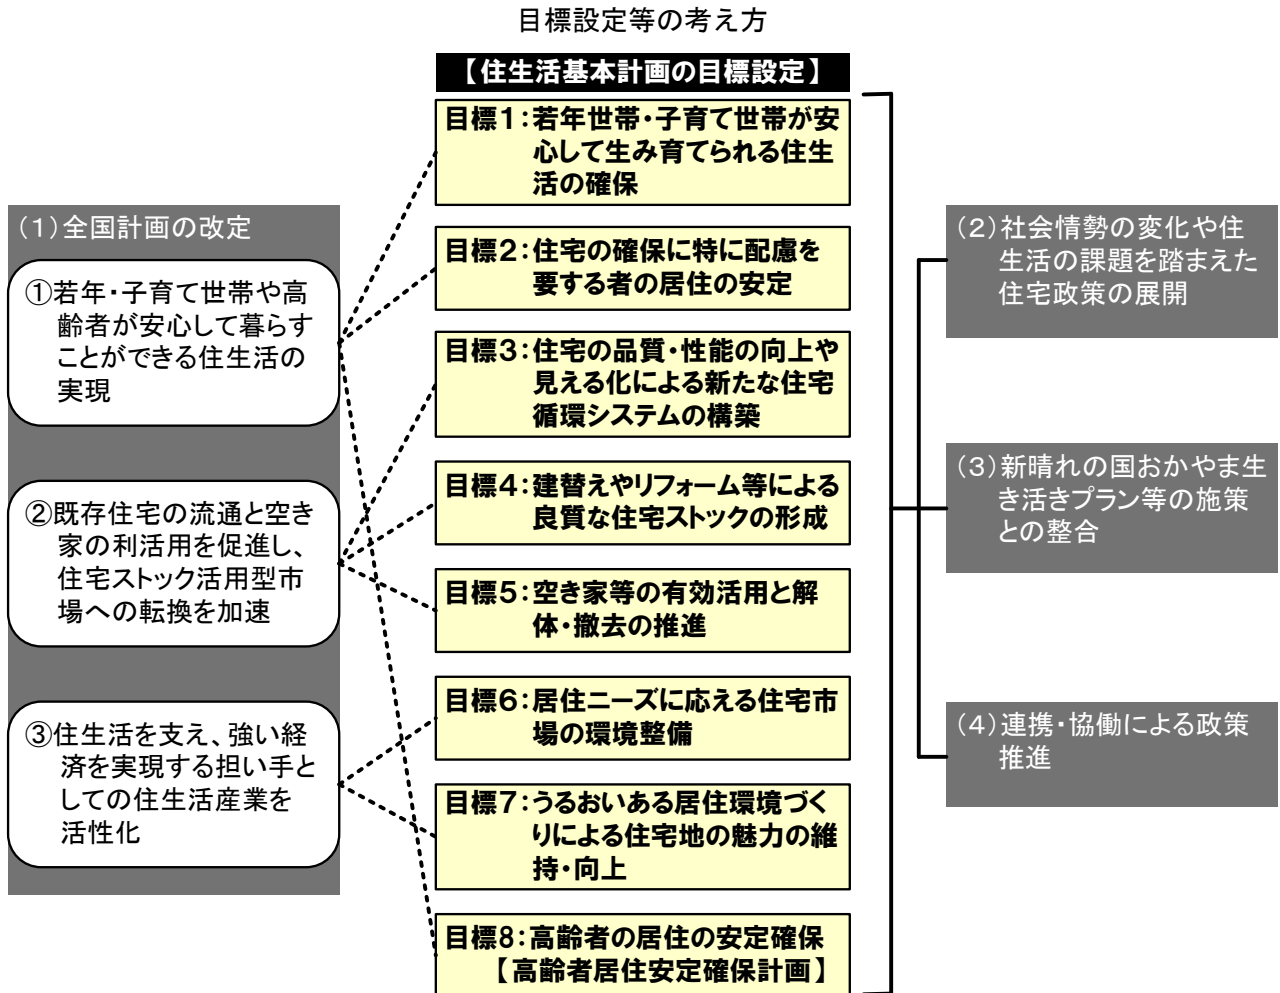 目標設定等の考え方
【住生活基本計画の目標設定】
目標1:若年世帯・子育て世帯が安
心して生み育てられる住生
活の確保
目標2:住宅の確保に特に配慮を
要する者の居住の安定
目標3:住宅の品質・性能の向上や
見える化による新たな住宅
循環システムの構築
目標4:建替えやリフォーム等による
良質な住宅ストックの形成
目標5:空き家等の有効活用と解
体・撤去の推進
目標6:居住ニーズに応える住宅市
場の環境整備
目標7:うるおいある居住環境づく
りによる住宅地の魅力の維
持・向上
目標8:高齢者の居住の安定確保
【高齢者居住安定確保計画】
(1)全国計画の改定
①若年・子育て世帯や高
齢者が安心して暮らす
ことができる住生活の
実現
②既存住宅の流通と空き
家の利活用を促進し、
住宅ストック活用型市
場への転換を加速
③住生活を支え、強い経
済を実現する担い手と
しての住生活産業を
活性化
(2)社会情勢の変化や住
生活の課題を踏まえた
住宅政策の展開
(3)新晴れの国おかやま生
き活きプラン等の施策
との整合
(4)連携・協働による政策
推進